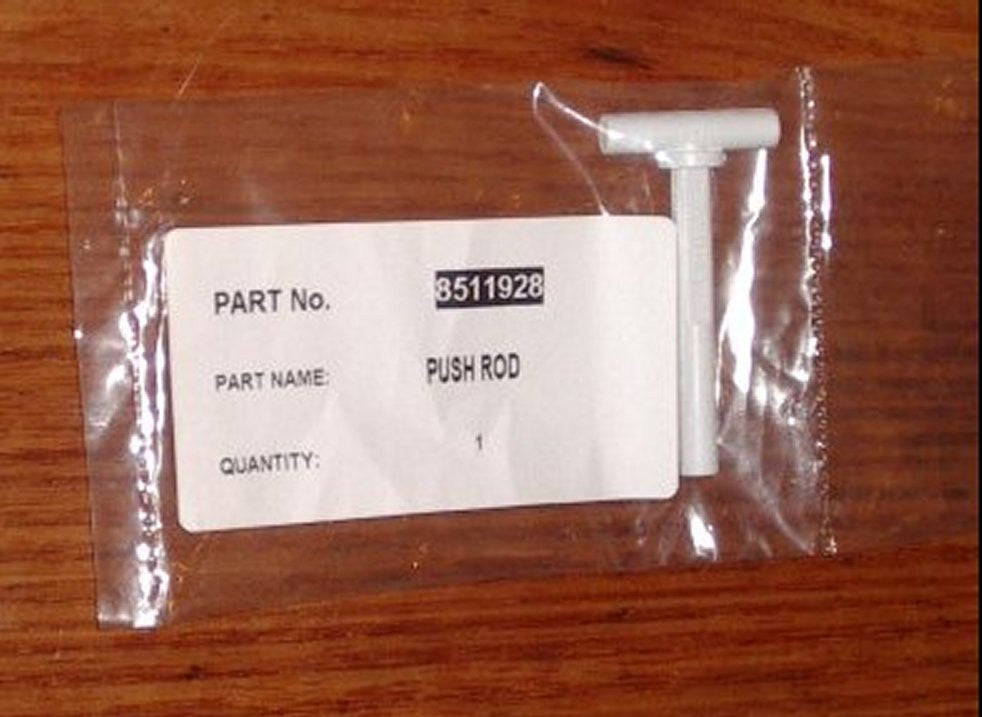 PART No. 8511928
PART NAME: PUSH ROD
QUANTITY: 1